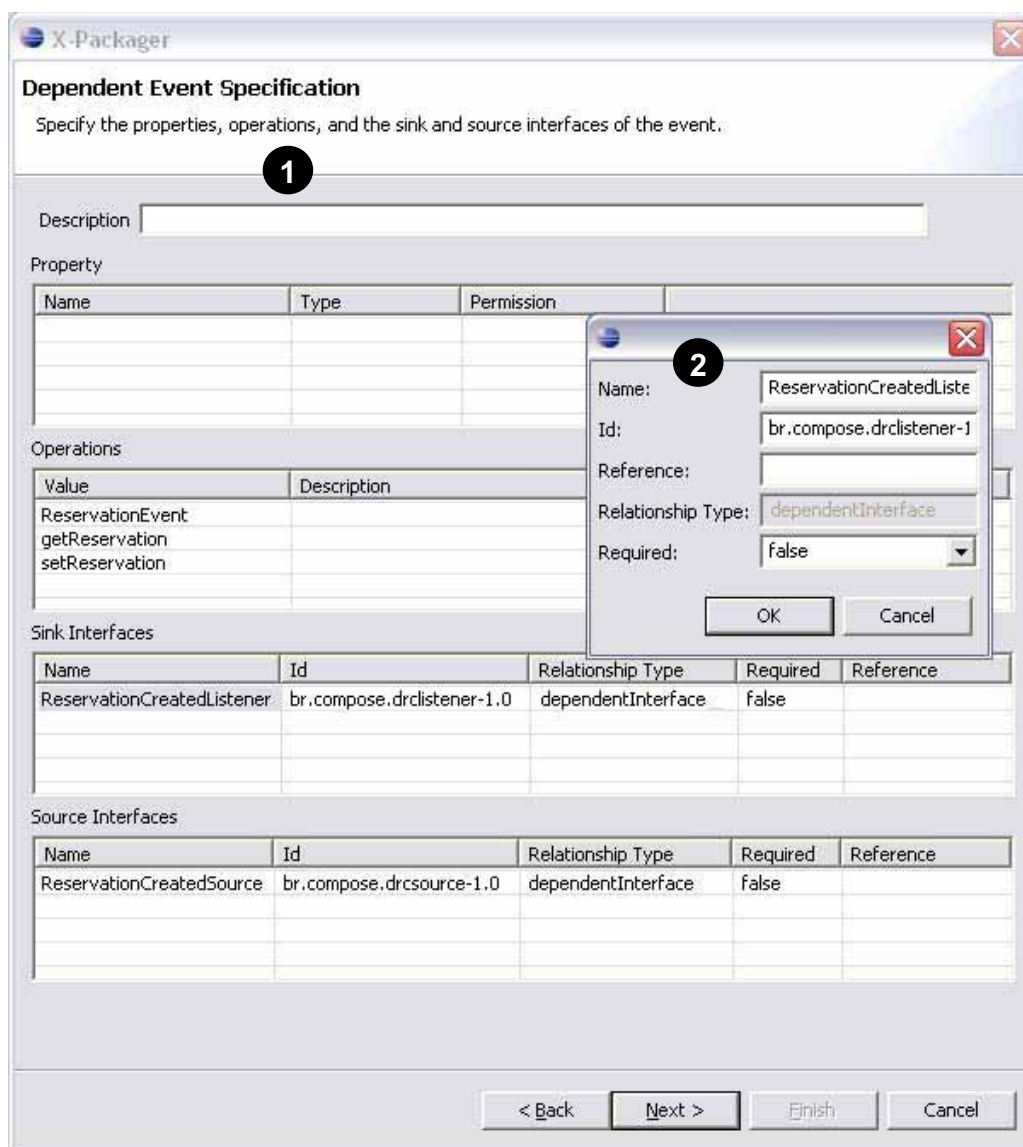 X-Packager
Dependent Event Specification
Specify the properties, operations, and the sink and source interfaces of the event.
1
Description
Property
Name Type Permission
2
Name: ReservationCreatedListe
Id: br.compose.drclistener-1
Reference:
Relationship Type: dependentInterface
Required: false
OK Cancel
Operations
Value Description
ReservationEvent
getReservation
setReservation
Sink Interfaces
Name Id Relationship Type Required Reference
ReservationCreatedListener br.compose.drclistener-1.0 dependentInterface false
Source Interfaces
Name Id Relationship Type Required Reference
ReservationCreatedSource br.compose.drcsource-1.0 dependentInterface false
< Back Next > Finish Cancel